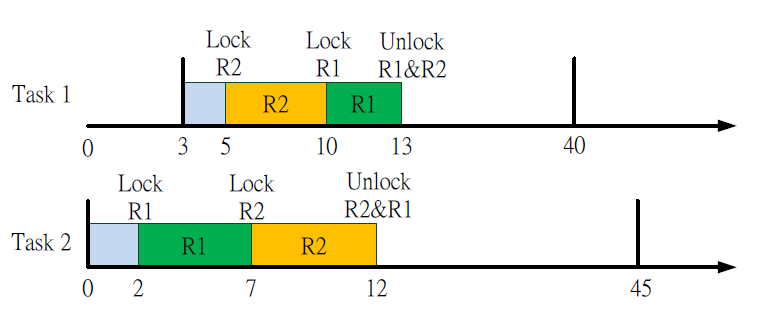 Lock Lock Unlock
R2 R1 R1&R2
Task 1
R2 R1
0 3 5 10 13 40
Lock Lock Unlock
R1 R2 R2&R1
Task 2
R1 R2
0 2 7 12 45